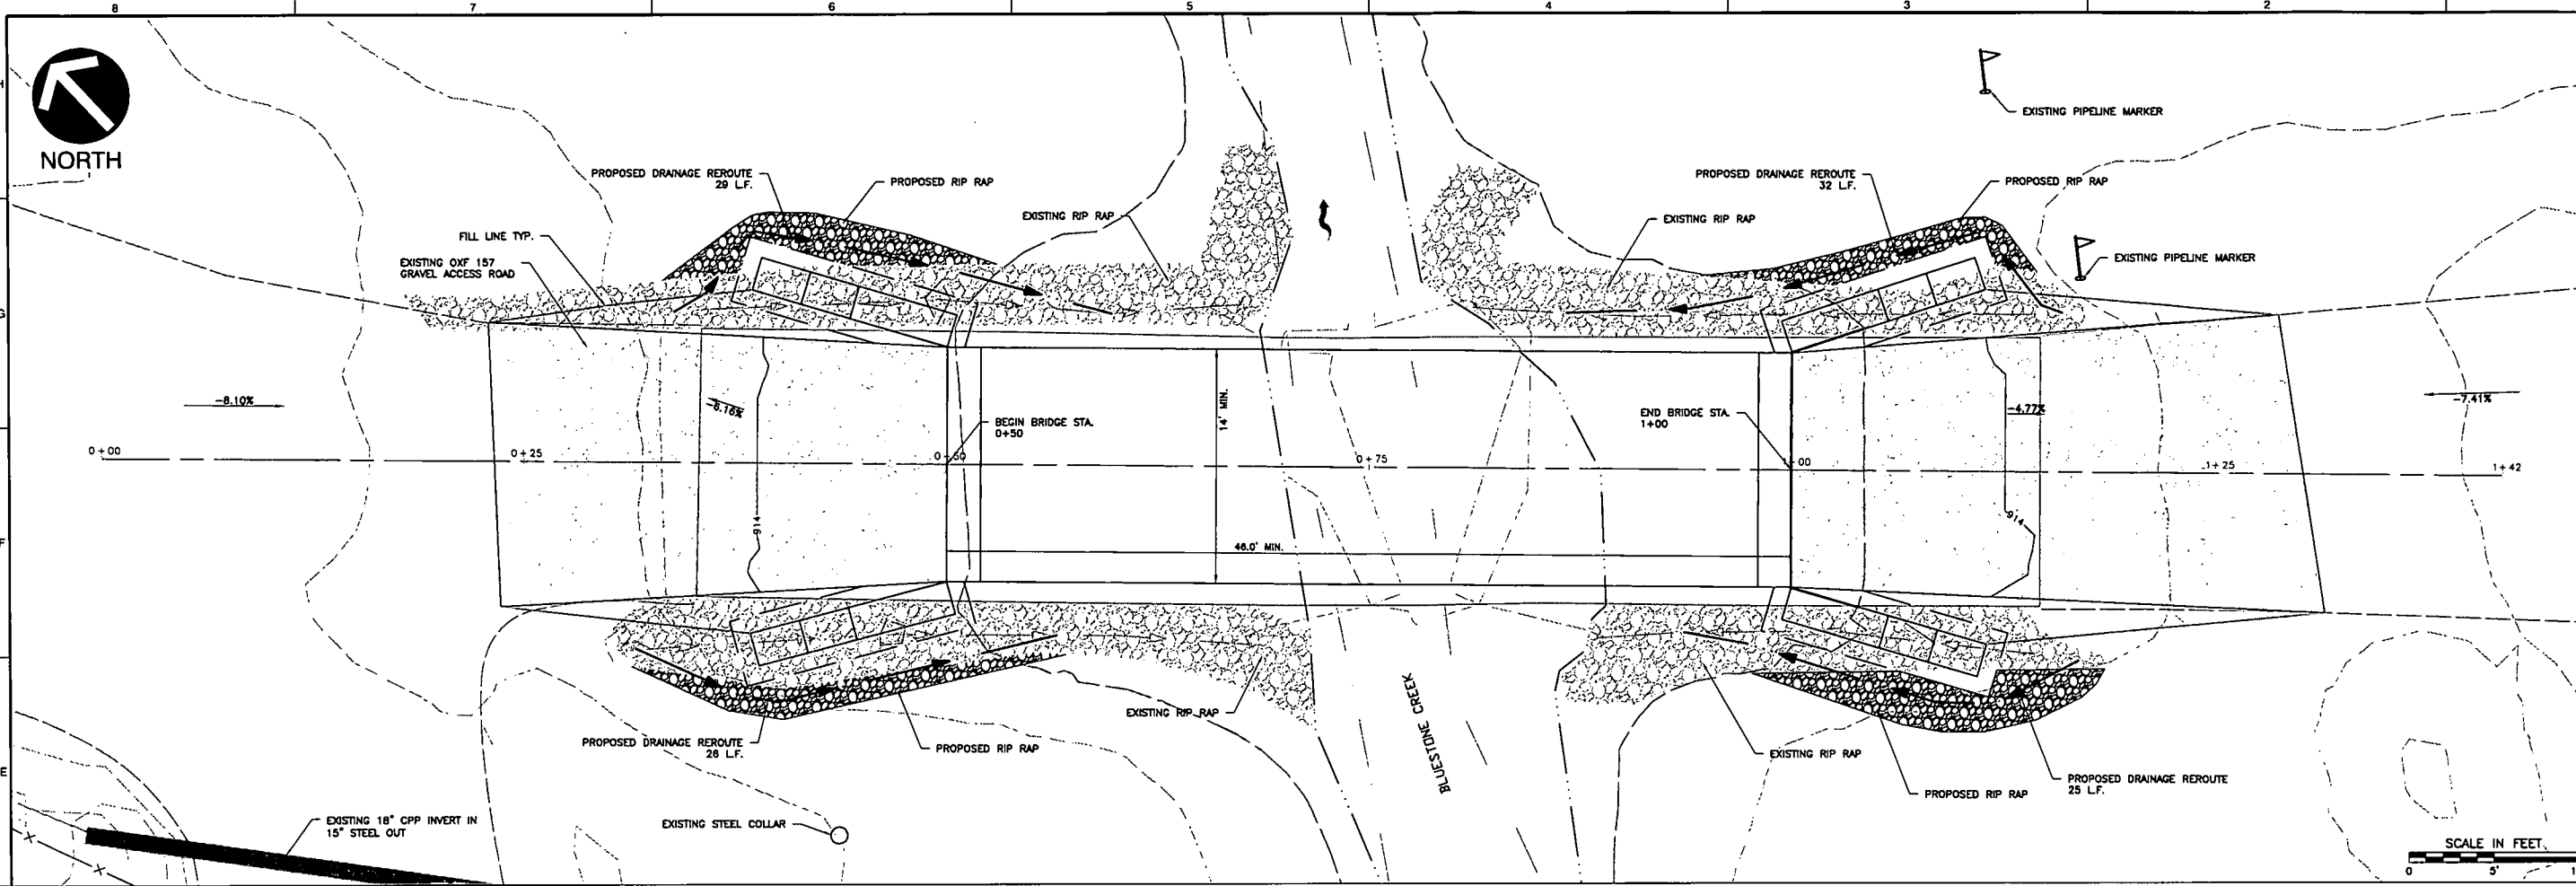 8 7 6 5 4 3 2
H
NORTH
EXISTING PIPELINE MARKER
PROPOSED DRAINAGE REROUTE
29 L.F.
PROPOSED RIP RAP
PROPOSED DRAINAGE REROUTE
32 L.F.
PROPOSED RIP RAP
EXISTING RIP RAP
EXISTING RIP RAP
FILL LINE TYP.
EXISTING OXF 157
GRAVEL ACCESS ROAD
EXISTING PIPELINE MARKER
G
-8.10%
-6.16%
14' MIN.
-4.77%
-7.41%
BEGIN BRIDGE STA.
0+50
END BRIDGE STA.
1+00
0+00
0+25
0+50
0+75
1+00
1+25
1+42
914
914
F
46.0' MIN.
BLUESTONE CREEK
EXISTING RIP RAP
PROPOSED DRAINAGE REROUTE
26 L.F.
PROPOSED RIP RAP
EXISTING RIP RAP
E
PROPOSED DRAINAGE REROUTE
25 L.F.
PROPOSED RIP RAP
EXISTING 18" CPP INVERT IN
15" STEEL OUT
EXISTING STEEL COLLAR
SCALE IN FEET
0 5'